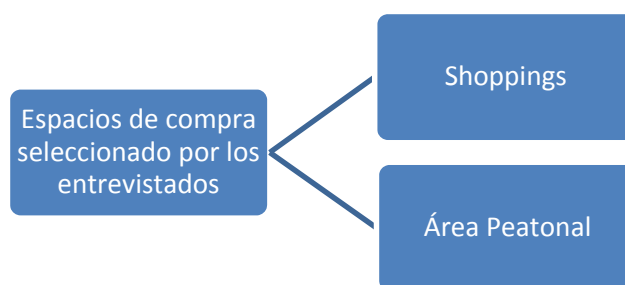 Espacios de compra
seleccionado por los
entrevistados
Shoppings
Área Peatonal